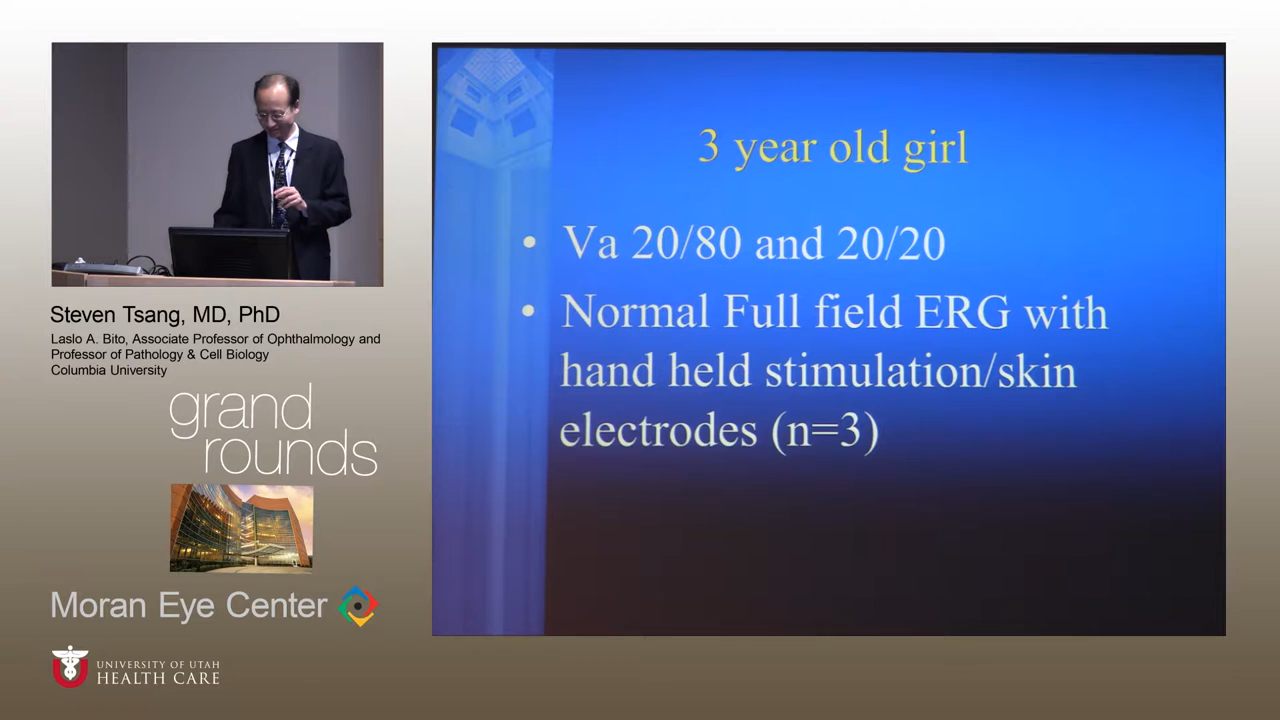 3 year old girl
• Va 20/80 and 20/20
• Normal Full field ERG with
hand held stimulation/skin
electrodes (n=3)
Steven Tsang, MD, PhD
Laslo A. Bito, Associate Professor of Ophthalmology and
Professor of Pathology & Cell Biology
Columbia University
grand
rounds
Moran Eye Center
UNIVERSITY OF UTAH
HEALTH CARE